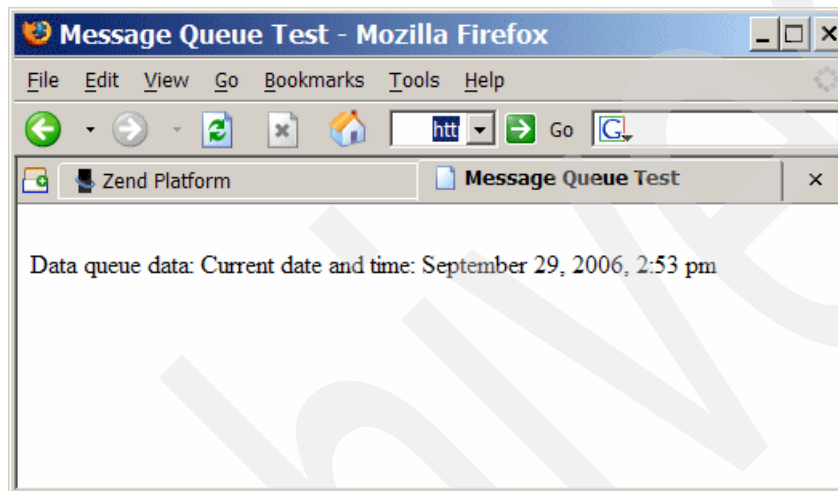 Message Queue Test - Mozilla Firefox
File Edit View Go Bookmarks Tools Help
htt Go G
Zend Platform Message Queue Test
Data queue data: Current date and time: September 29, 2006, 2:53 pm